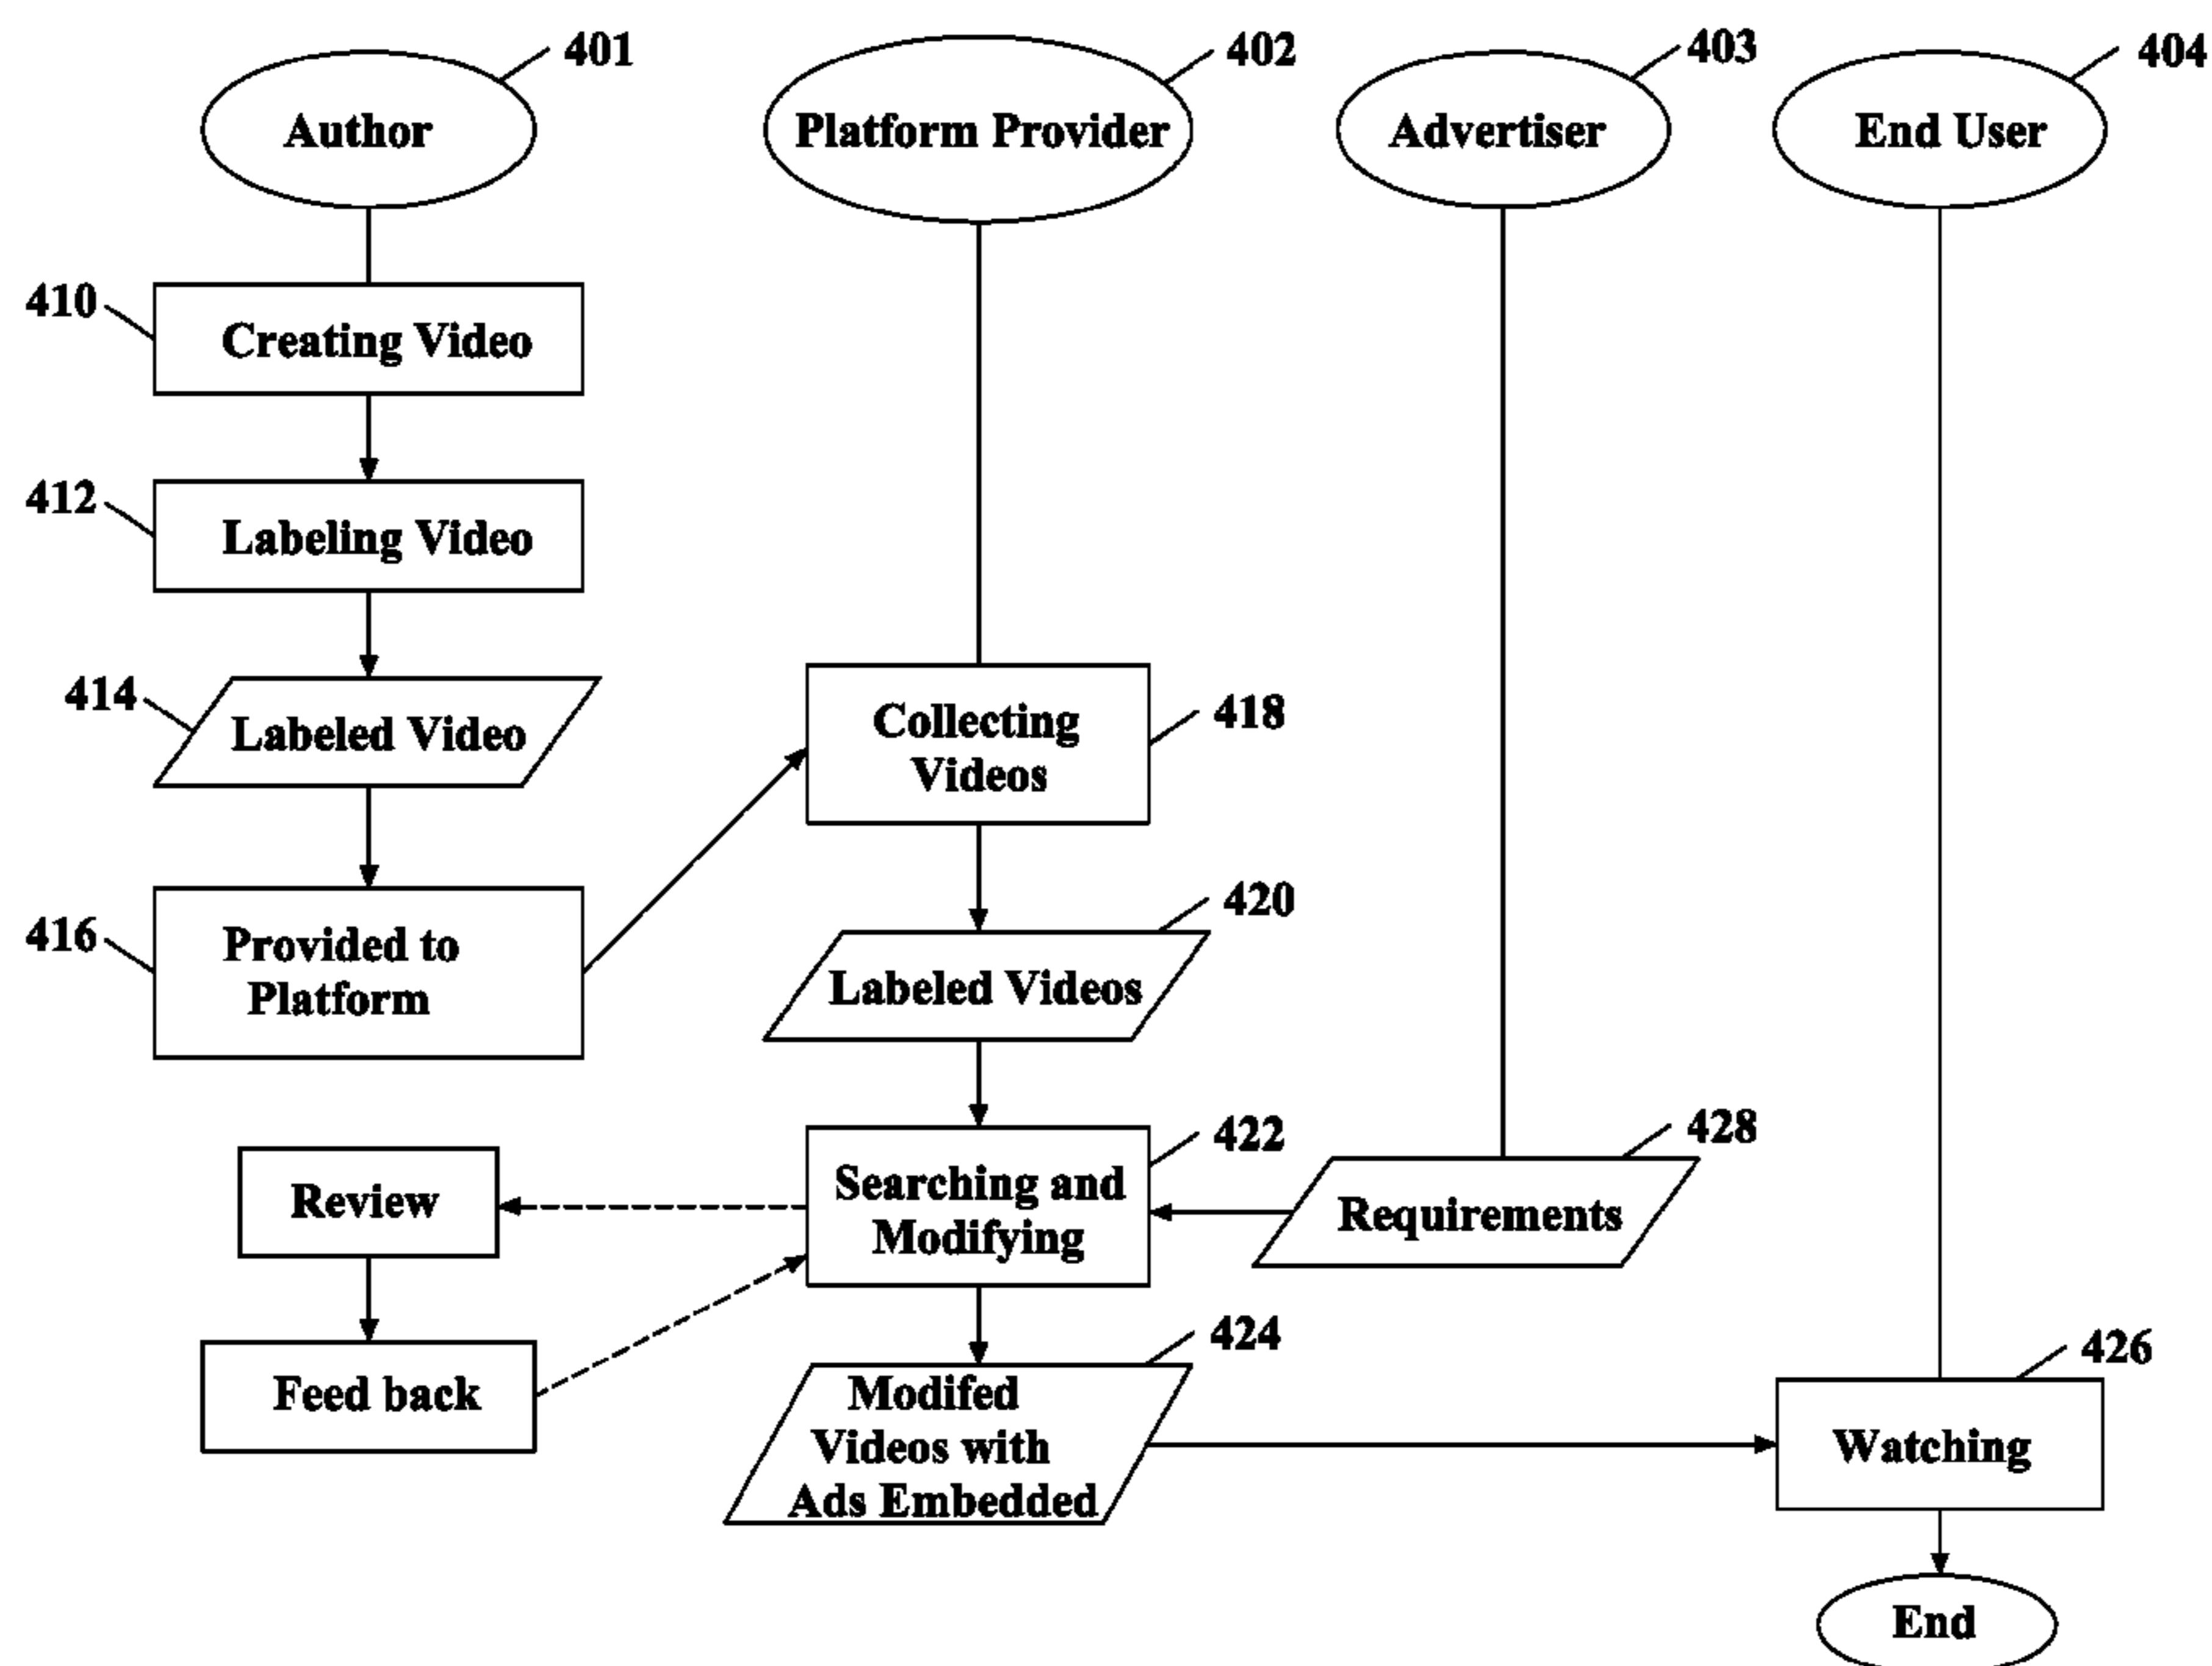 401
402
403
404
Author
Platform Provider
Advertiser
End User
410
Creating Video
412
Labeling Video
414
Labeled Video
416
Provided to
Platform
Collecting
Videos
418
420
Labeled Videos
422
Searching and
Modifying
428
Requirements
Review
Feed back
424
Modifed
Videos with
Ads Embedded
426
Watching
End